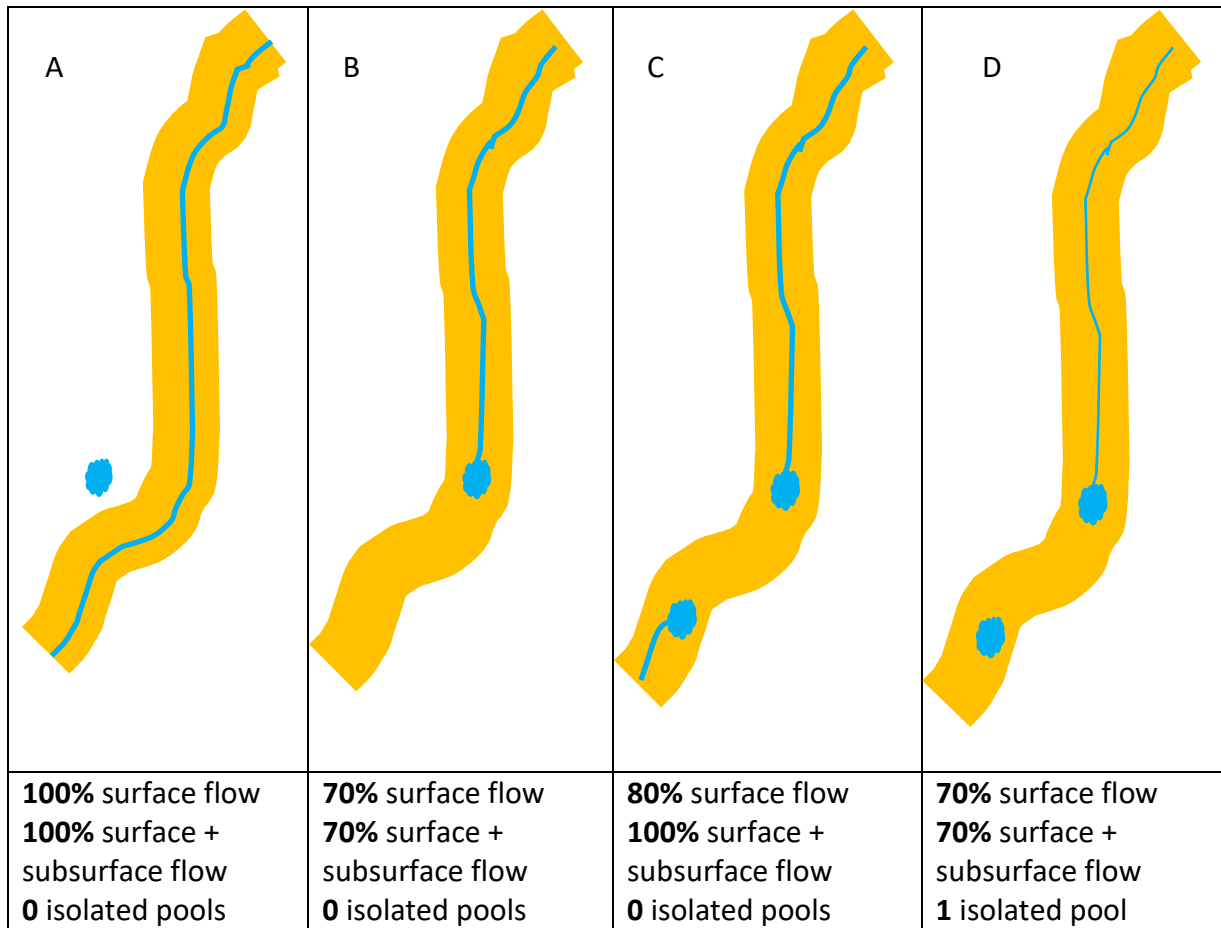 A
B
C
D
100% surface flow
100% surface +
subsurface flow
0 isolated pools
70% surface flow
70% surface +
subsurface flow
0 isolated pools
80% surface flow
100% surface +
subsurface flow
0 isolated pools
70% surface flow
70% surface +
subsurface flow
1 isolated pool